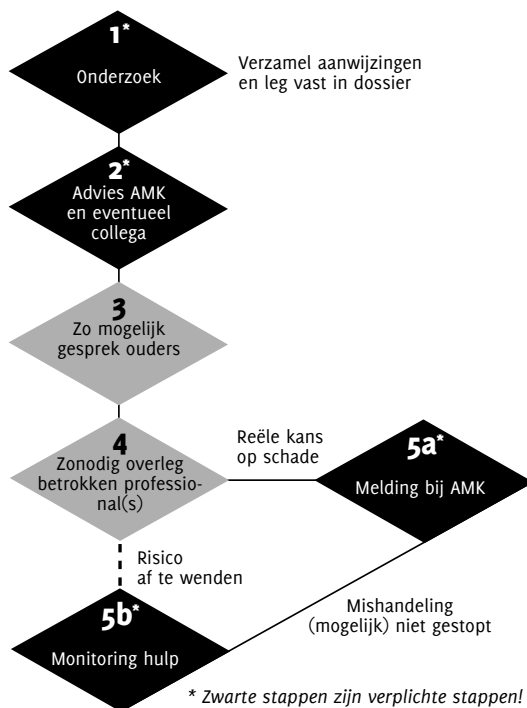 1*
Onderzoek
Verzamel aanwijzingen
en leg vast in dossier
2*
Advies AMK
en eventueel
collega
3
Zo mogelijk
gesprek ouders
4
Zonodig overleg
betrokken professio-
nal(s)
Reële kans
op schade
5a*
Melding bij AMK
Risico
af te wenden
5b*
Monitoring hulp
Mishandeling
(mogelijk) niet gestopt
* Zwarte stappen zijn verplichte stappen!